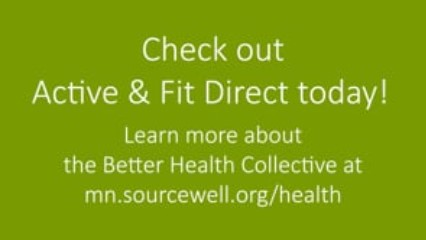 Check out
Active & Fit Direct today!
Learn more about
the Better Health Collective at
mn.sourcewell.org/health